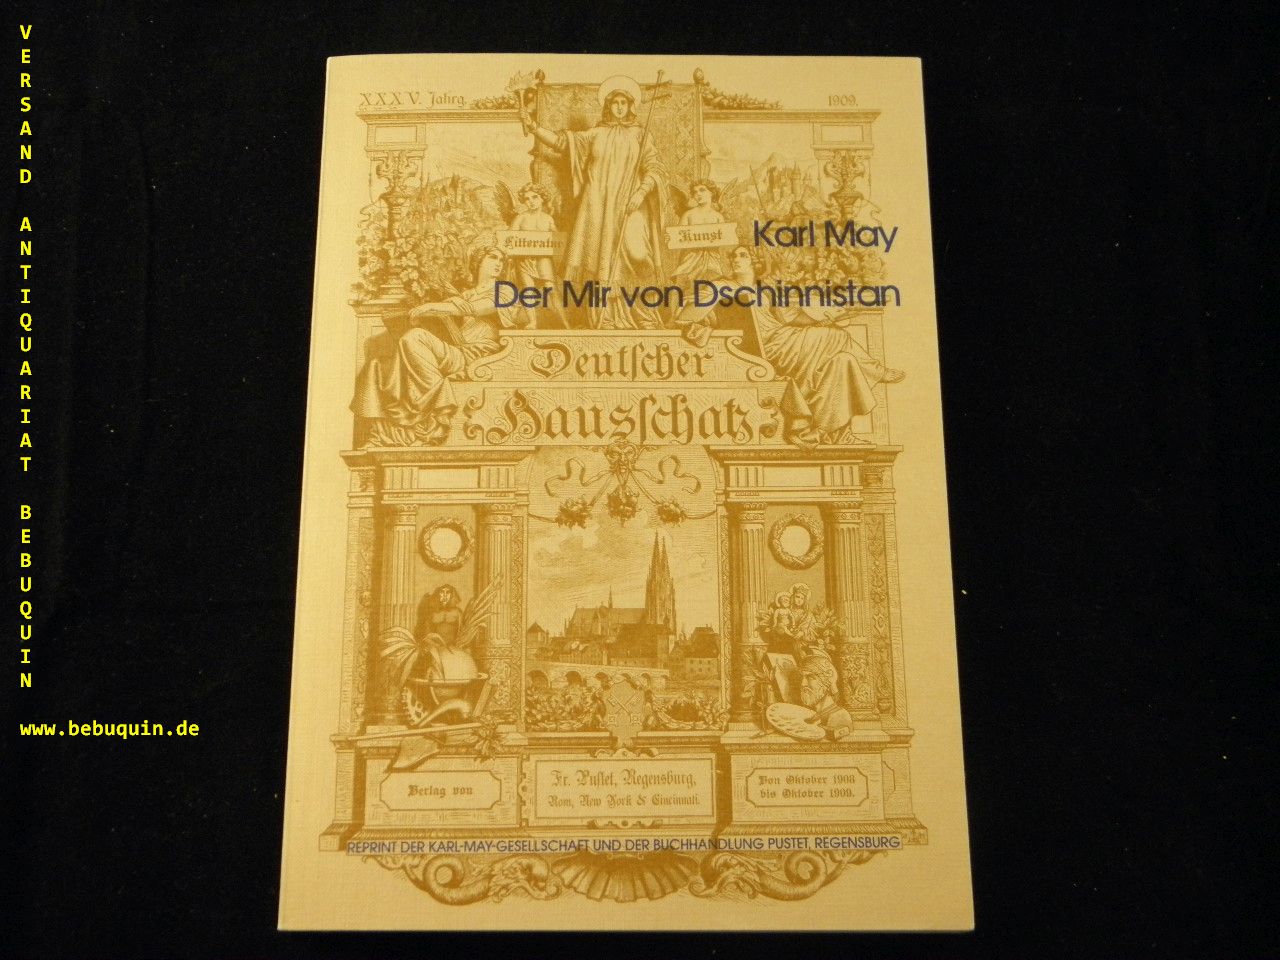 VERSAND ANTIQUARIAT BEBUQUIN
www.bebuquin.de
XXXV. Jahrg.
1909.
Litteratur
Kunst
Karl May
Der Mir von Dschinnistan
Deutscher
Hausschatz
Verlag von
Fr. Pustet, Regensburg,
Rom, New York & Cincinnati.
Von Oktober 1908
bis Oktober 1909.
REPRINT DER KARL-MAY-GESELLSCHAFT UND DER BUCHHANDLUNG PUSTET, REGENSBURG